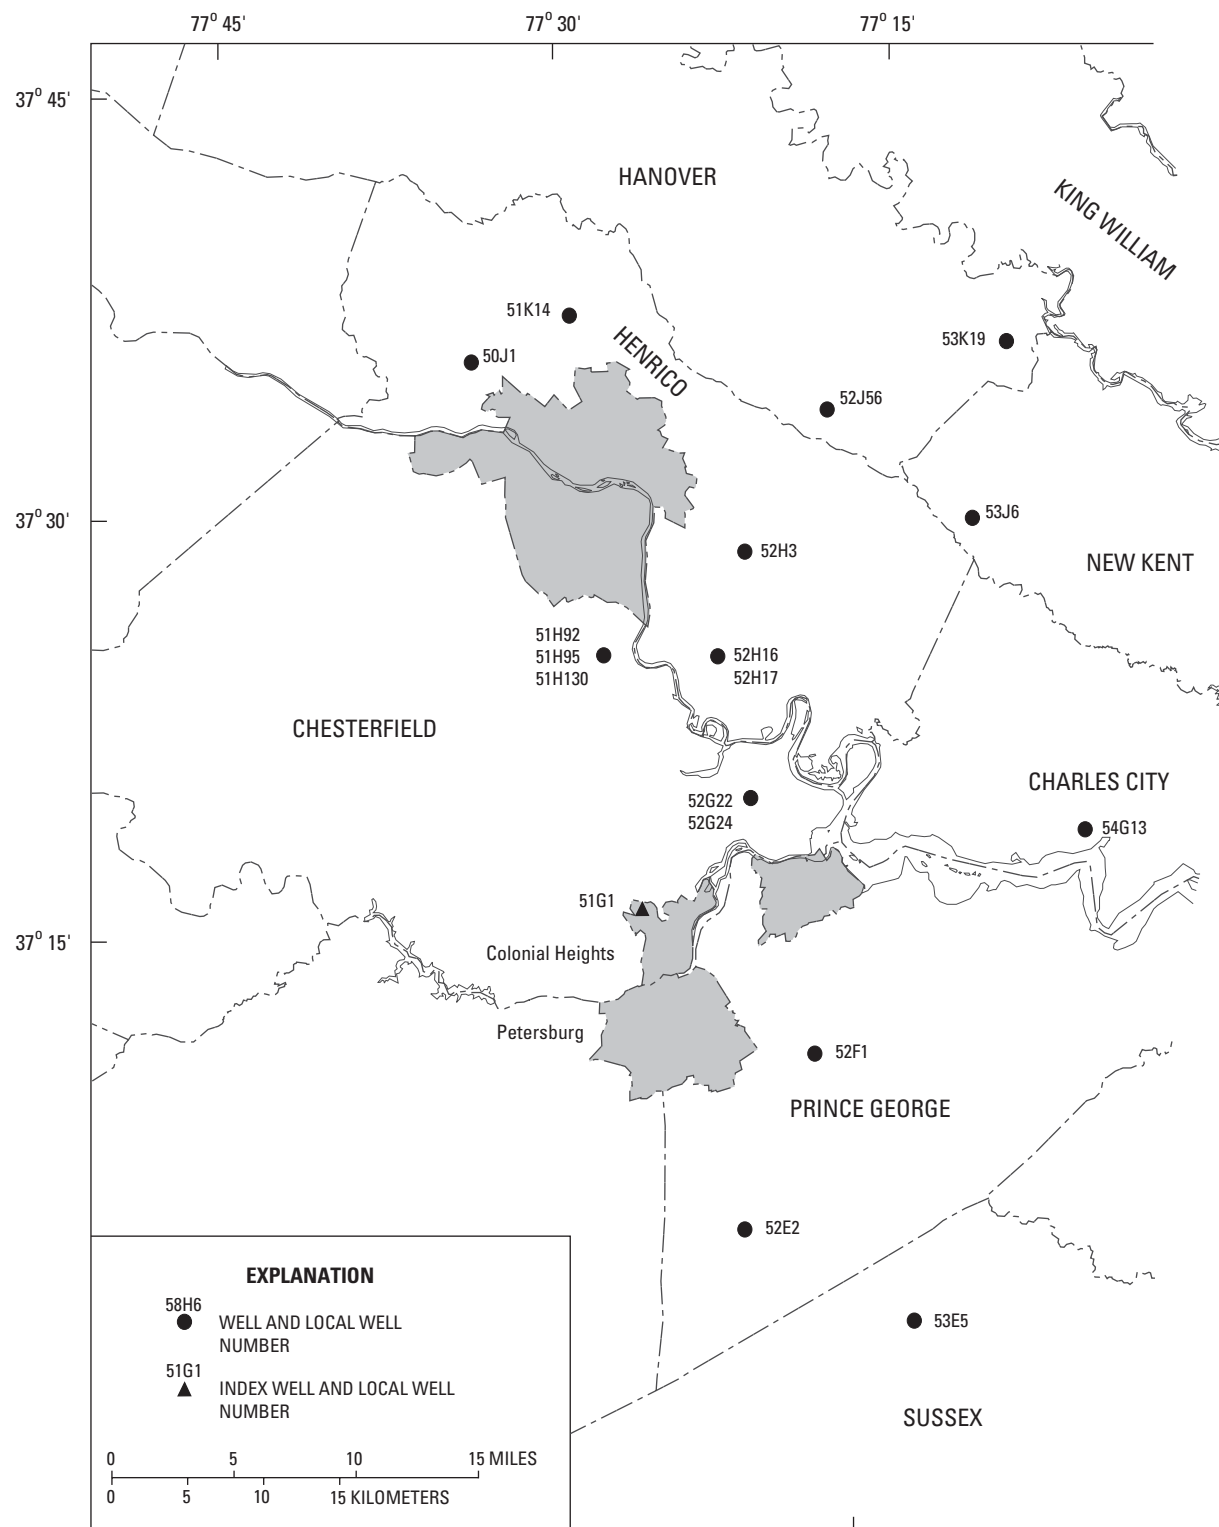 77° 45'
77° 30'
77° 15'
37° 45'
HANOVER
KING WILLIAM
51K14
HENRICO
53K19
50J1
52J56
37° 30'
53J6
52H3
NEW KENT
51H92
51H95
51H130
52H16
52H17
CHESTERFIELD
CHARLES CITY
52G22
52G24
54G13
51G1
37° 15'
Colonial Heights
Petersburg
52F1
PRINCE GEORGE
52E2
53E5
SUSSEX
EXPLANATION
58H6
WELL AND LOCAL WELL
NUMBER
51G1
INDEX WELL AND LOCAL WELL
NUMBER
0 5 10 15 MILES
0 5 10 15 KILOMETERS